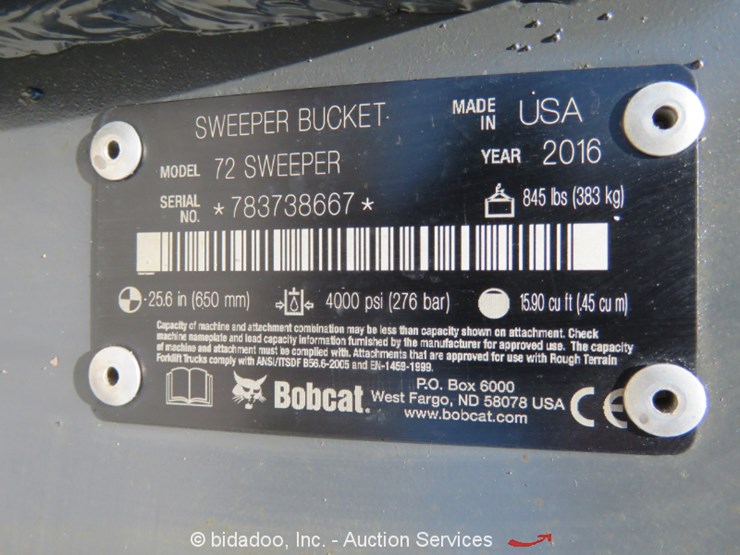 SWEEPER BUCKET MADE IN USA
MODEL 72 SWEEPER YEAR 2016
SERIAL NO. *783738667* 845 lbs (383 kg)
-25.6 in (650 mm) 4000 psi (276 bar) 15.90 cu ft (.45 cu m)
Capacity of machine and attachment combination may be less than capacity shown on attachment. Check
machine nameplate and lead capacity information furnished by the manufacturer for approved use. The capacity
of machine and attachment must be complied with. Attachments that are approved for use with Rough Terrain
Forklift Trucks comply with ANSI/ITSDF B56.6-2005 and EN-1459-1999.
Bobcat.
P.O. Box 6000
West Fargo, ND 58078 USA
www.bobcat.com
CE
© bidadoo, Inc. - Auction Services